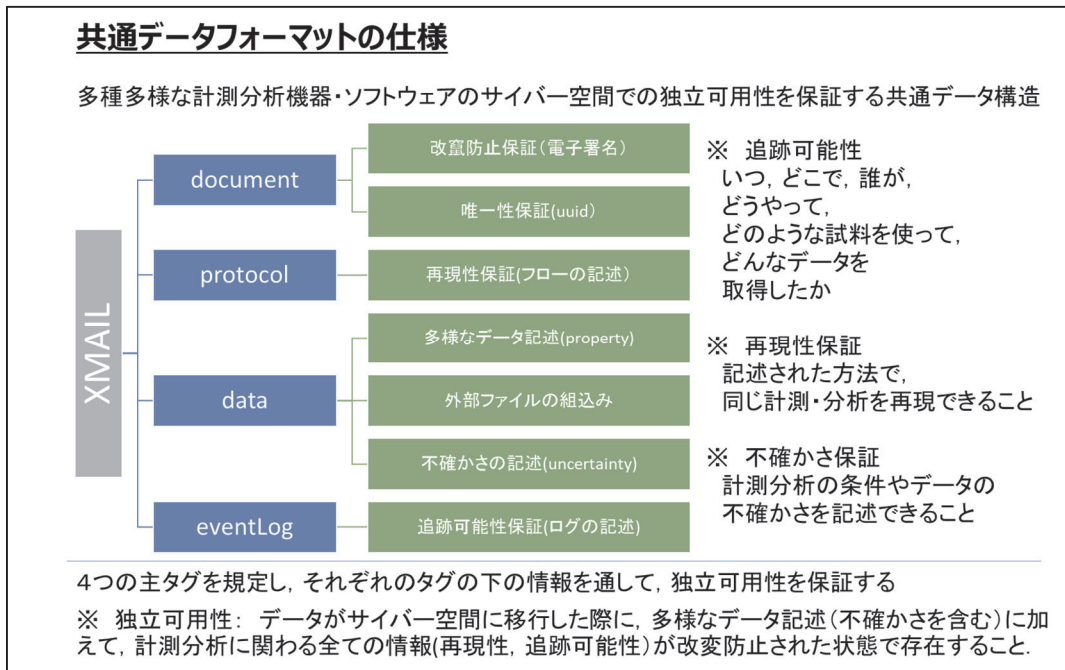 共通データフォーマットの仕様
多種多様な計測分析機器・ソフトウェアのサイバー空間での独立可用性を保証する共通データ構造
XMAIL
document
改竄防止保証（電子署名）
唯一性保証(uuid)
protocol
再現性保証(フローの記述)
data
多様なデータ記述(property)
外部ファイルの組込み
不確かさの記述(uncertainty)
eventLog
追跡可能性保証(ログの記述)
※ 追跡可能性
いつ，どこで，誰が，
どうやって，
どのような試料を使って，
どんなデータを
取得したか
※ 再現性保証
記述された方法で，
同じ計測・分析を再現できること
※ 不確かさ保証
計測分析の条件やデータの
不確かさを記述できること
４つの主タグを規定し，それぞれのタグの下の情報を通して，独立可用性を保証する
※ 独立可用性： データがサイバー空間に移行した際に，多様なデータ記述（不確かさを含む）に加
えて，計測分析に関わる全ての情報(再現性，追跡可能性）が改変防止された状態で存在すること．